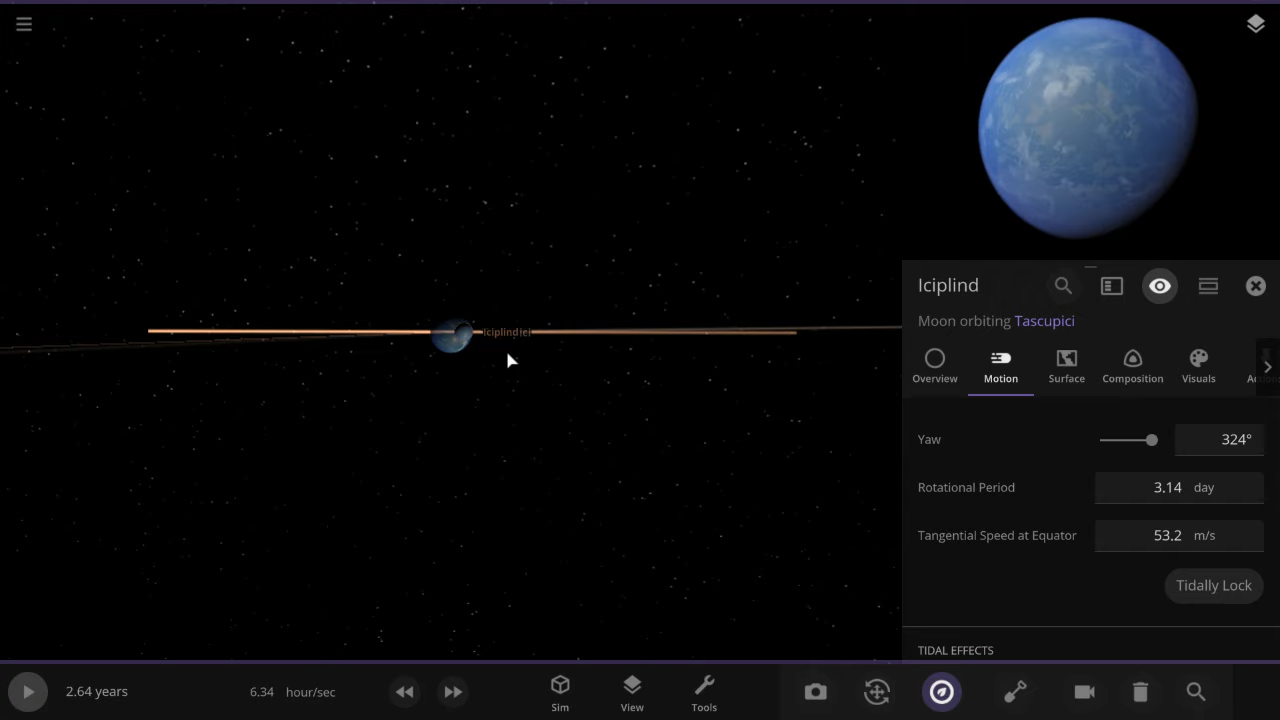 Iciplind
Moon orbiting Tascupici
Overview Motion Surface Composition Visuals
Yaw 324°
Rotational Period 3.14 day
Tangential Speed at Equator 53.2 m/s
Tidally Lock
TIDAL EFFECTS
2.64 years 6.34 hour/sec Sim View Tools